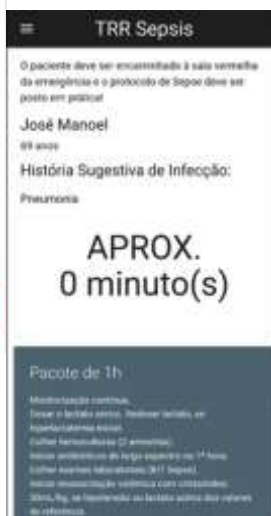 TRR Sepsis
O paciente deve ser encaminhado à sala vermelha
da emergência e o protocolo de Sepse deve ser
posto em prática!
José Manoel
69 anos
História Sugestiva de Infecção:
Pneumonia
APROX.
0 minuto(s)
Pacote de 1h
Monitorização contínua.
Dosar o lactato sérico. Redosar lactato, se
hiperlactatemia inicial.
Colher hemoculturas (2 amostras).
Iniciar antibióticos de largo espectro na 1ª hora.
Colher exames laboratoriais (KIT Sepse).
Iniciar ressuscitação volêmica com cristaloides
30mL/kg, se hipotensão ou lactato acima dos valores
de referência.